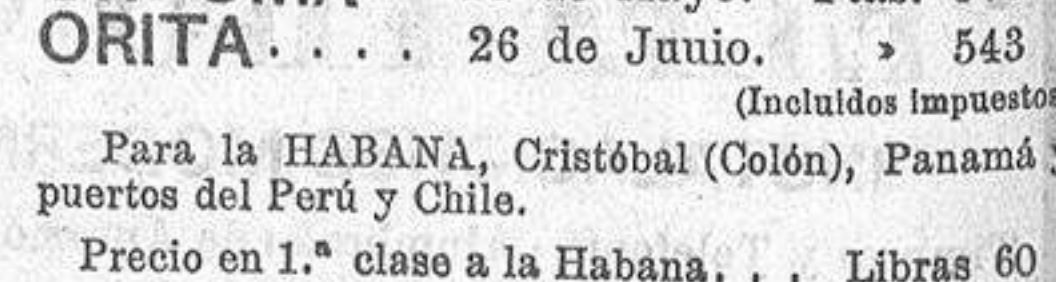 ORITA.... 26 de Juuio. » 543
(Incluidos impuestos
Para la HABANA, Cristóbal (Colón), Panamá y
puertos del Perú y Chile.
Precio en 1.ª clase a la Habana... Libras 60